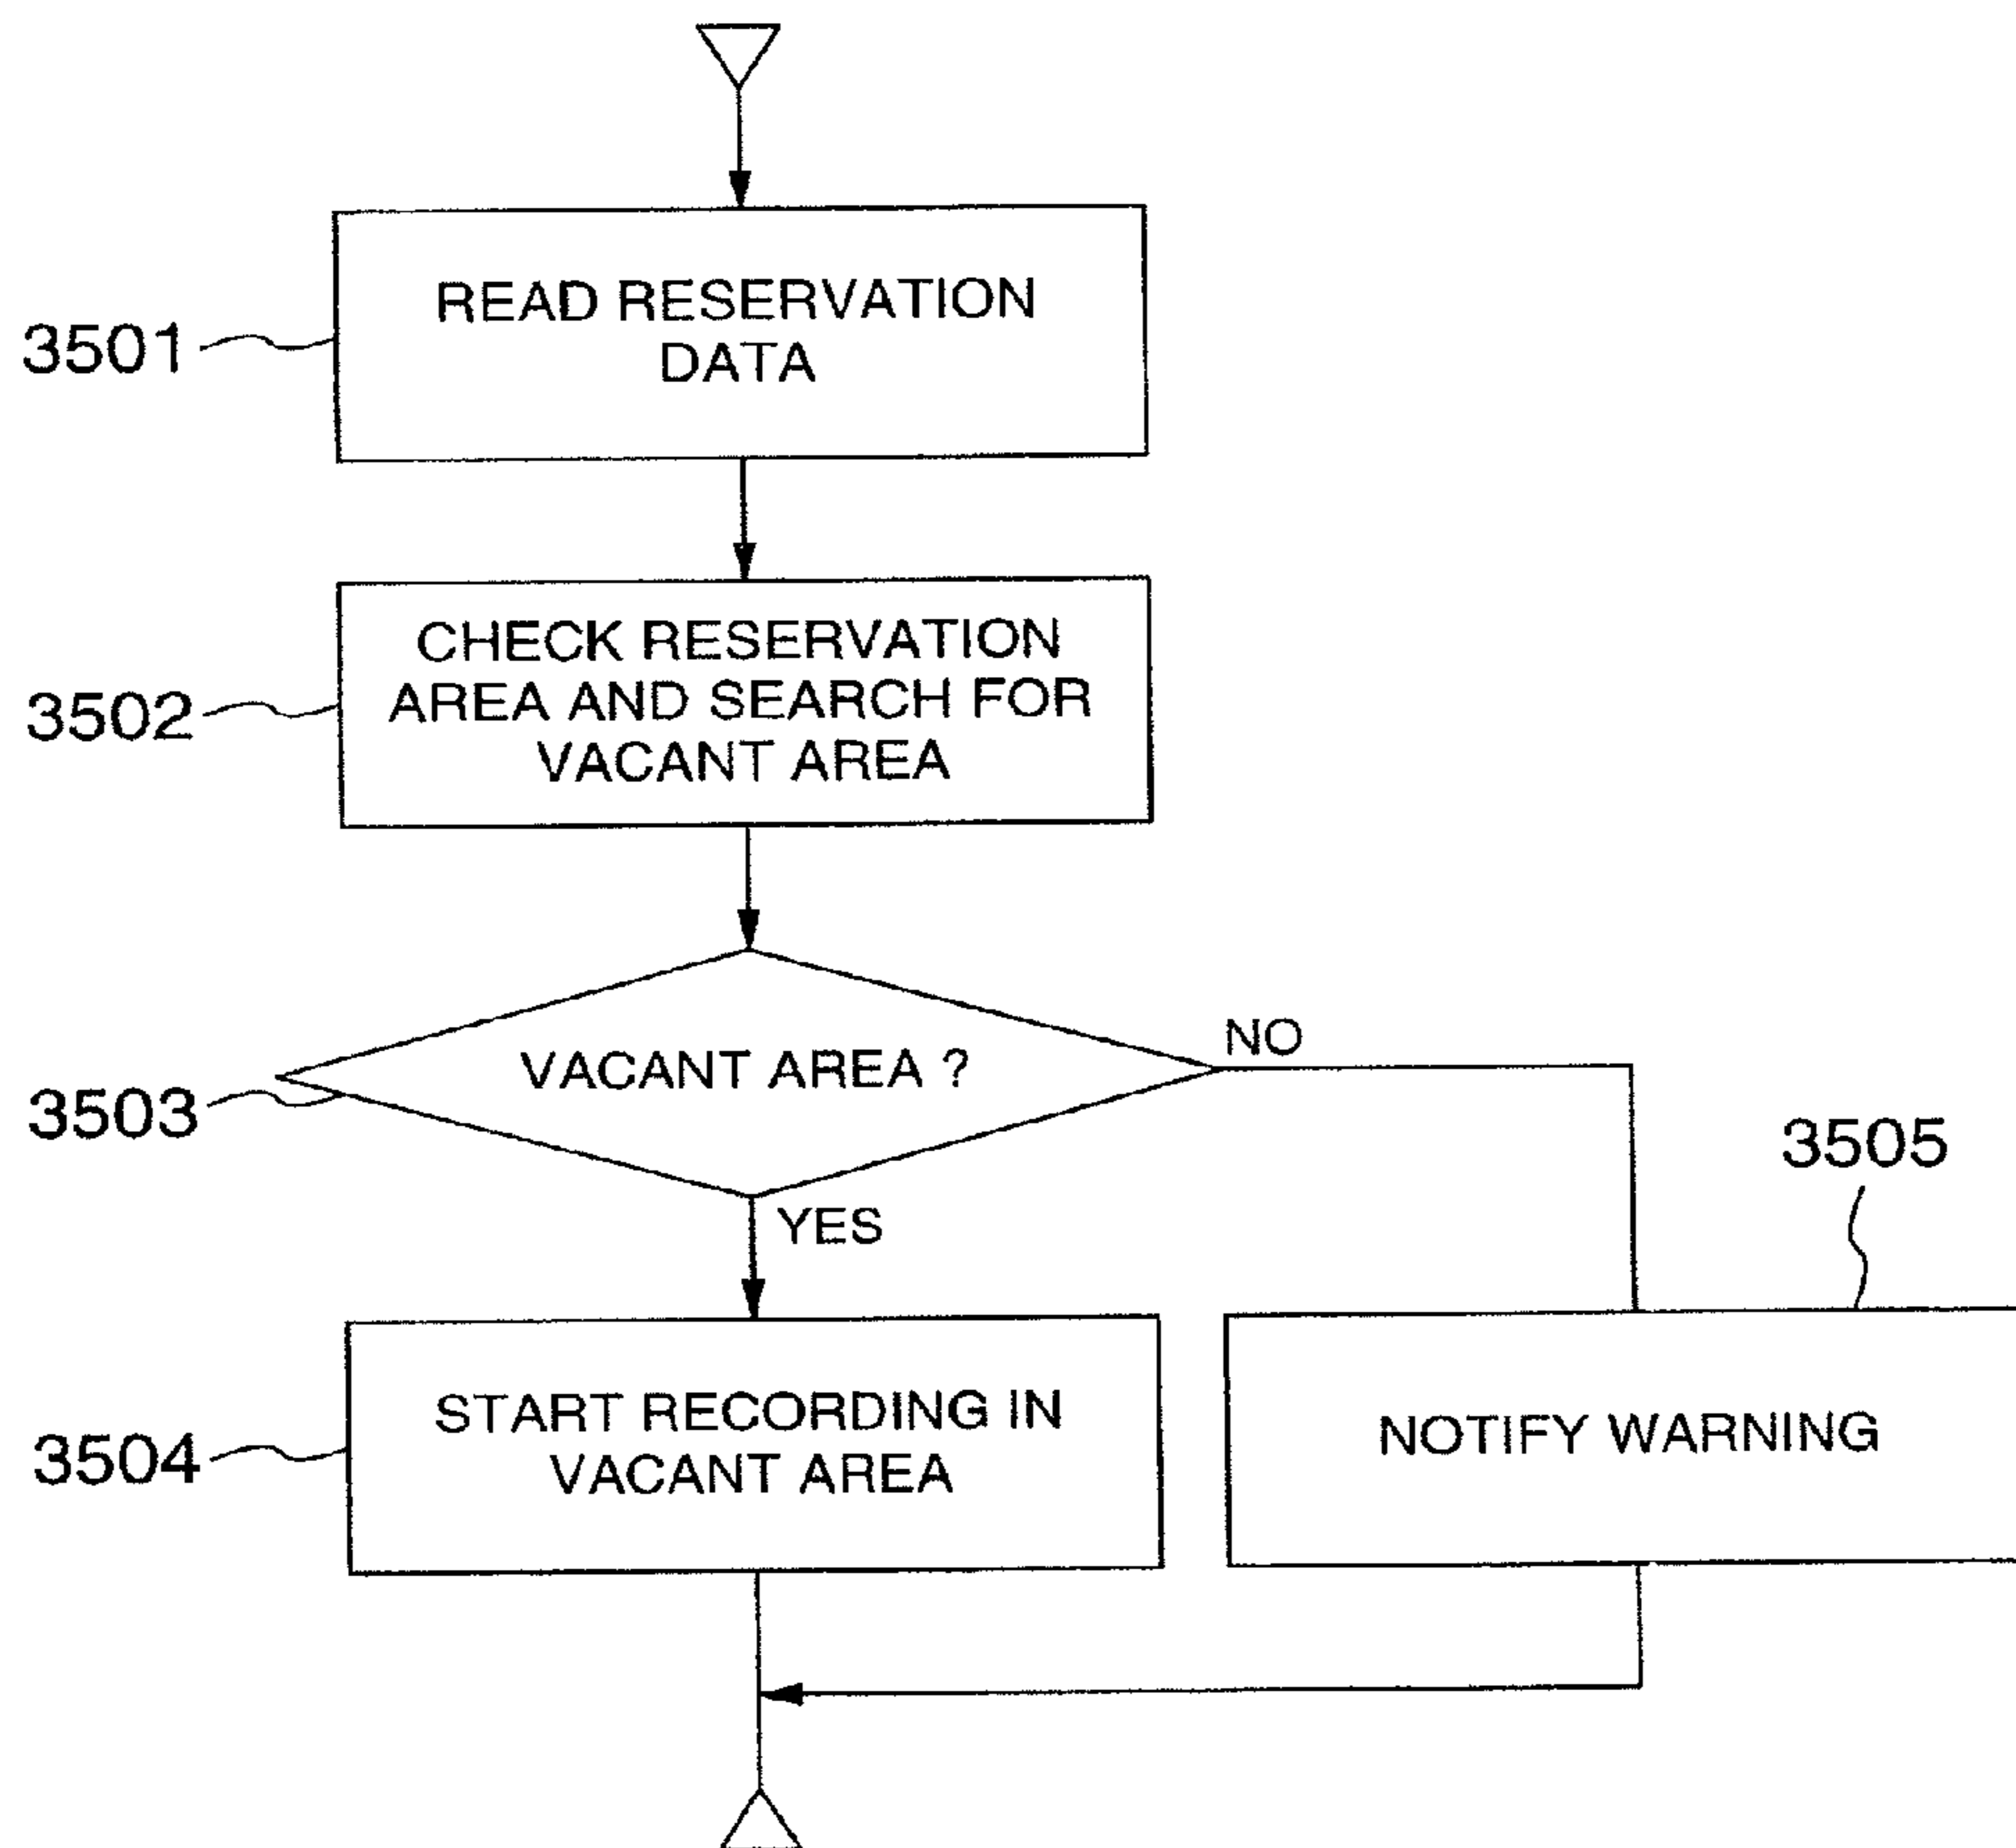 3501
READ RESERVATION
DATA
3502
CHECK RESERVATION
AREA AND SEARCH FOR
VACANT AREA
3503
VACANT AREA ?
NO
YES
3505
3504
START RECORDING IN
VACANT AREA
NOTIFY WARNING